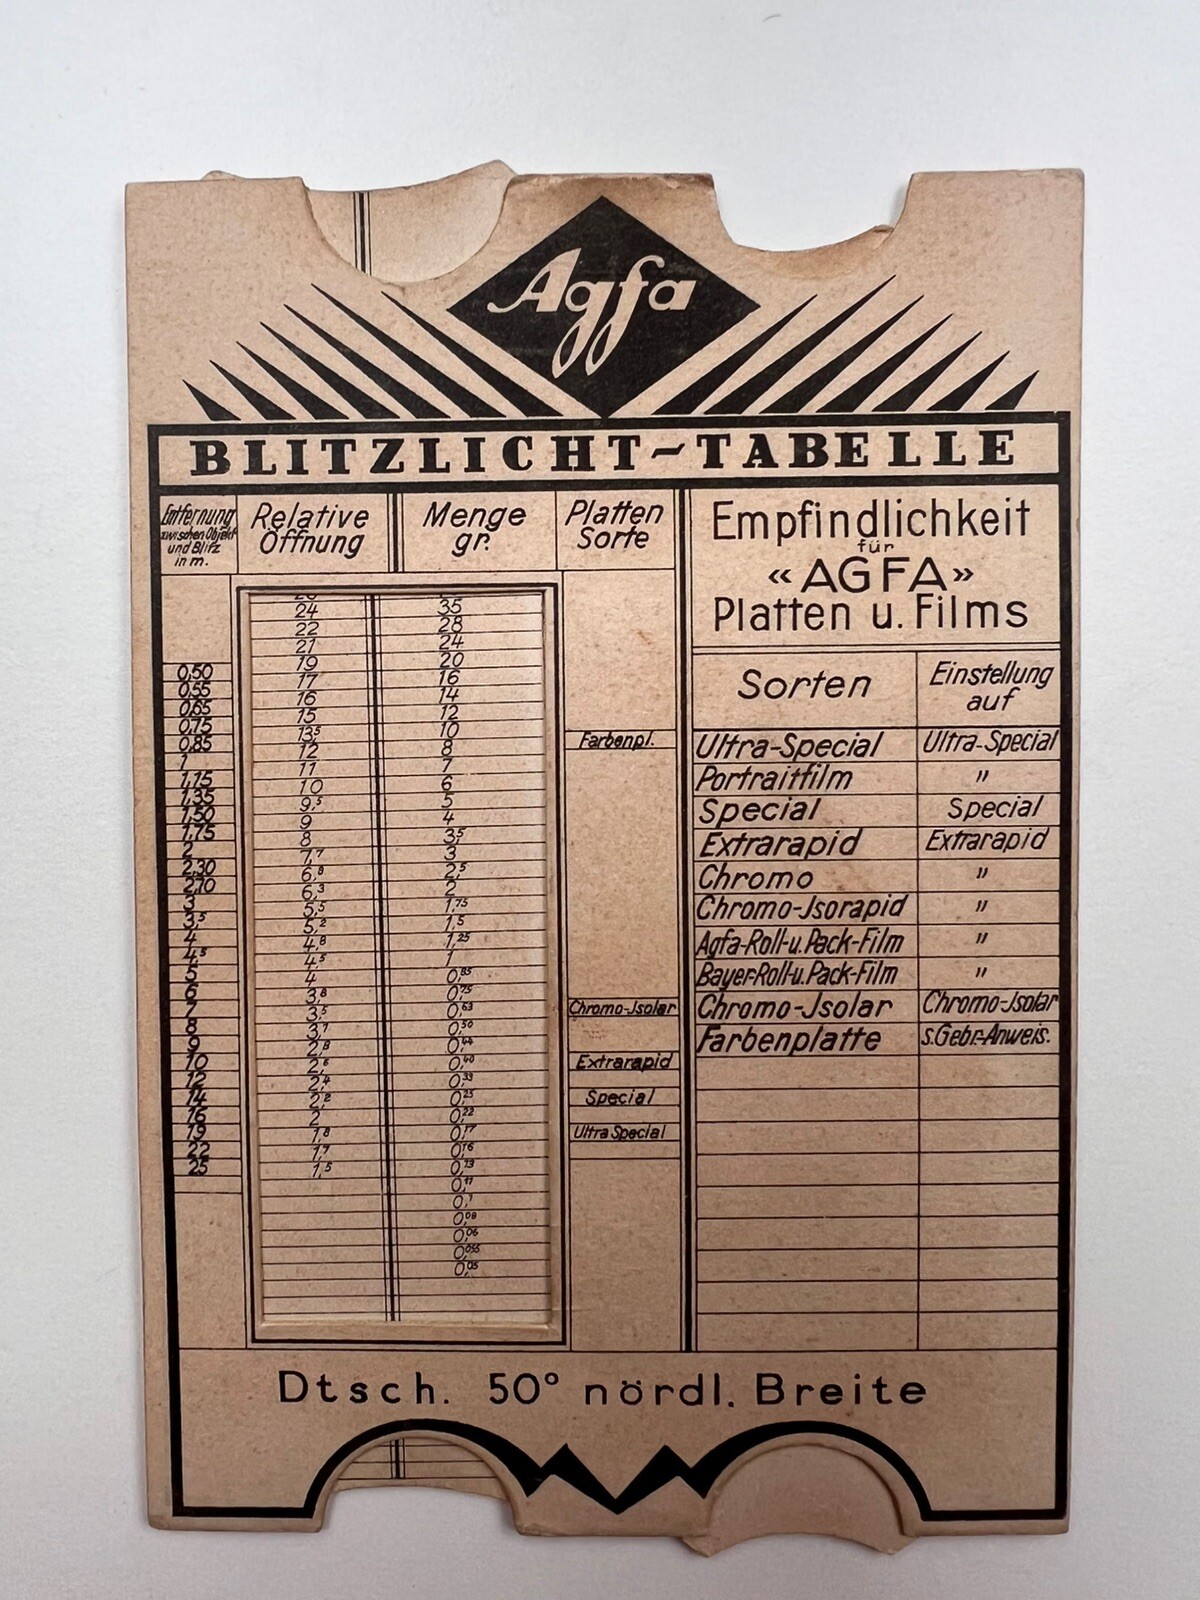 Agfa
BLITZLICHT-TABELLE
Entfernung
zwischen Objekt
und Blitz
in m.
Relative
Öffnung
Menge
gr.
Platten
Sorte
Empfindlichkeit
für
«AGFA»
Platten u. Films
Sorten
Einstellung
auf
0,50
0,55
0,65
0,75
0,85
1
1,15
1,35
1,50
1,75
2
2,30
2,70
3
3,5
4
4,5
5
6
7
8
9
10
12
14
16
19
22
25
24
22
21
19
17
16
15
13,5
12
11
10
9,5
9
8
7,7
6,8
6,3
5,5
5,2
4,8
4,5
4
3,8
3,5
3,1
2,8
2,6
2,4
2,2
2
1,8
1,7
1,5
35
28
24
20
16
14
12
10
8
7
6
5
4
3,5
3
2,5
2
1,75
1,5
1,25
1
0,85
0,75
0,63
0,50
0,44
0,40
0,33
0,25
0,22
0,17
0,16
0,13
0,11
0,1
0,08
0,06
0,055
0,05
Farbenpl.
Chromo-Jsolar
Extrarapid
Special
Ultra Special
Ultra-Special Ultra-Special
Portraitfilm "
Special Special
Extrarapid Extrarapid
Chromo "
Chromo-Jsorapid "
Agfa-Roll-u. Pack-Film "
Bayer-Roll-u. Pack-Film "
Chromo-Jsolar Chromo-Jsolar
Farbenplatte s. Gebr.-Anweis.
Dtsch. 50° nördl. Breite